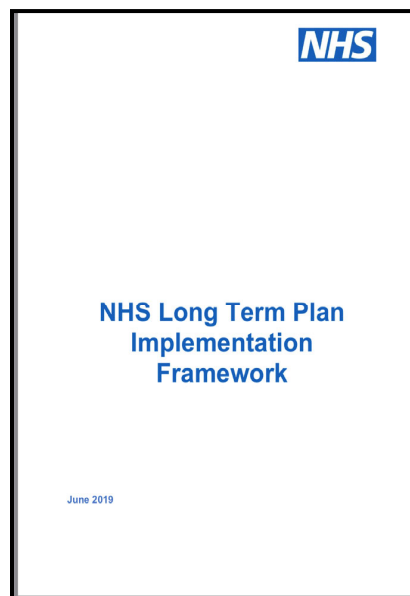 NHS
NHS Long Term Plan
Implementation
Framework
June 2019